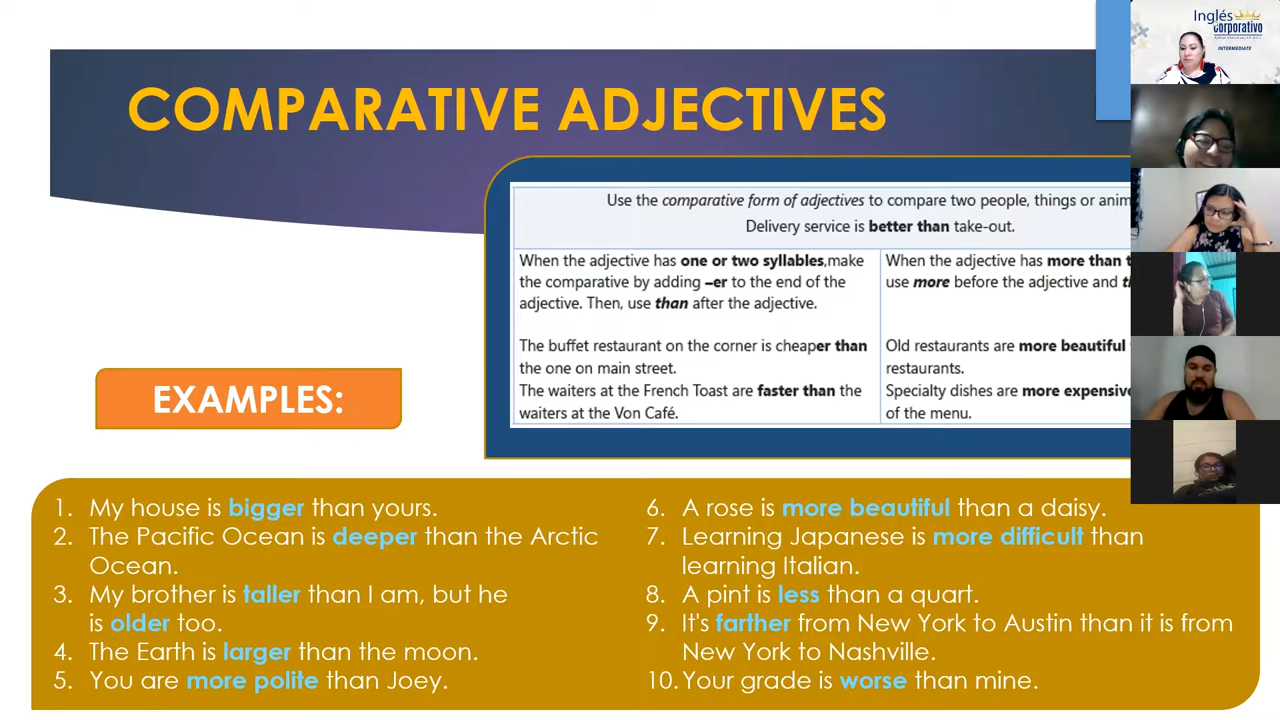 Inglés
Corporativo
INTERMEDIATE
COMPARATIVE ADJECTIVES
Use the comparative form of adjectives to compare two people, things or anim
Delivery service is better than take-out.
When the adjective has one or two syllables,make
the comparative by adding –er to the end of the
adjective. Then, use than after the adjective.
The buffet restaurant on the corner is cheaper than
the one on main street.
The waiters at the French Toast are faster than the
waiters at the Von Café.
When the adjective has more than
use more before the adjective and
Old restaurants are more beautiful
restaurants.
Specialty dishes are more expensive
of the menu.
EXAMPLES:
1. My house is bigger than yours.
2. The Pacific Ocean is deeper than the Arctic
Ocean.
3. My brother is taller than I am, but he
is older too.
4. The Earth is larger than the moon.
5. You are more polite than Joey.
6. A rose is more beautiful than a daisy.
7. Learning Japanese is more difficult than
learning Italian.
8. A pint is less than a quart.
9. It's farther from New York to Austin than it is from
New York to Nashville.
10. Your grade is worse than mine.